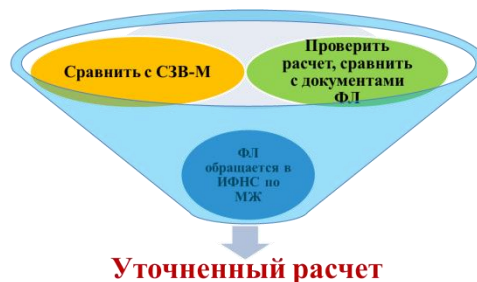 Сравнить с СЗВ-М
Проверить
расчет, сравнить
с документами
ФЛ
ФЛ
обращается в
ИФНС по
МЖ
Уточненный расчет